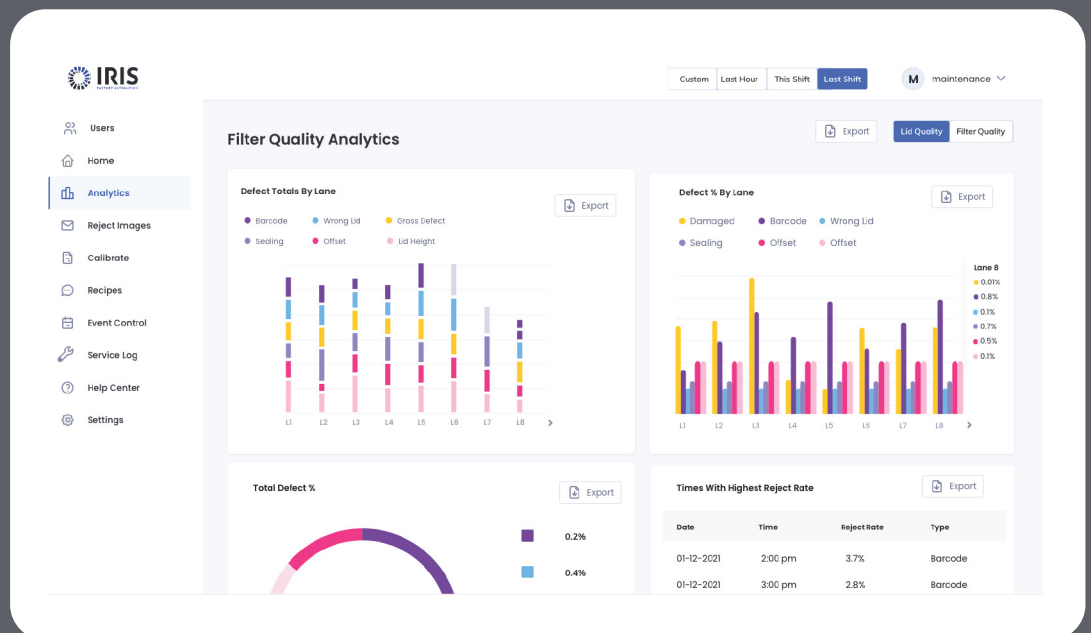 IRIS
FACTORY AUTOMATION
Custom Last Hour This Shift Last Shift
M maintenance
Users
Home
Analytics
Reject Images
Calibrate
Recipes
Event Control
Service Log
Help Center
Settings
Filter Quality Analytics
Export
Lid Quality Filter Quality
Defect Totals By Lane
Export
Barcode Wrong Lid Gross Defect
Sealing Offset Lid Height
L1 L2 L3 L4 L5 L6 L7 L8
Defect % By Lane
Export
Damaged Barcode Wrong Lid
Sealing Offset Offset
Lane 8
0.01%
0.8%
0.1%
0.7%
0.5%
0.1%
L1 L2 L3 L4 L5 L6 L7 L8
Total Defect %
Export
0.2%
0.4%
Times With Highest Reject Rate
Export
Date Time Reject Rate Type
01-12-2021 2:00 pm 3.7% Barcode
01-12-2021 3:00 pm 2.8% Barcode